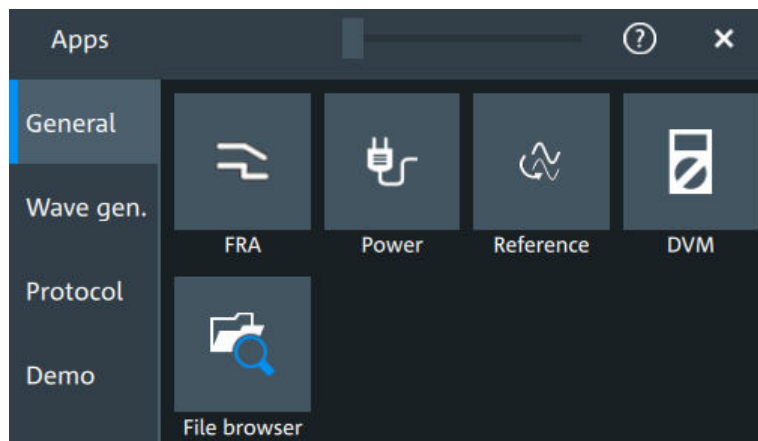 Apps
?
×
General
Wave gen.
Protocol
Demo
FRA
Power
Reference
DVM
File browser